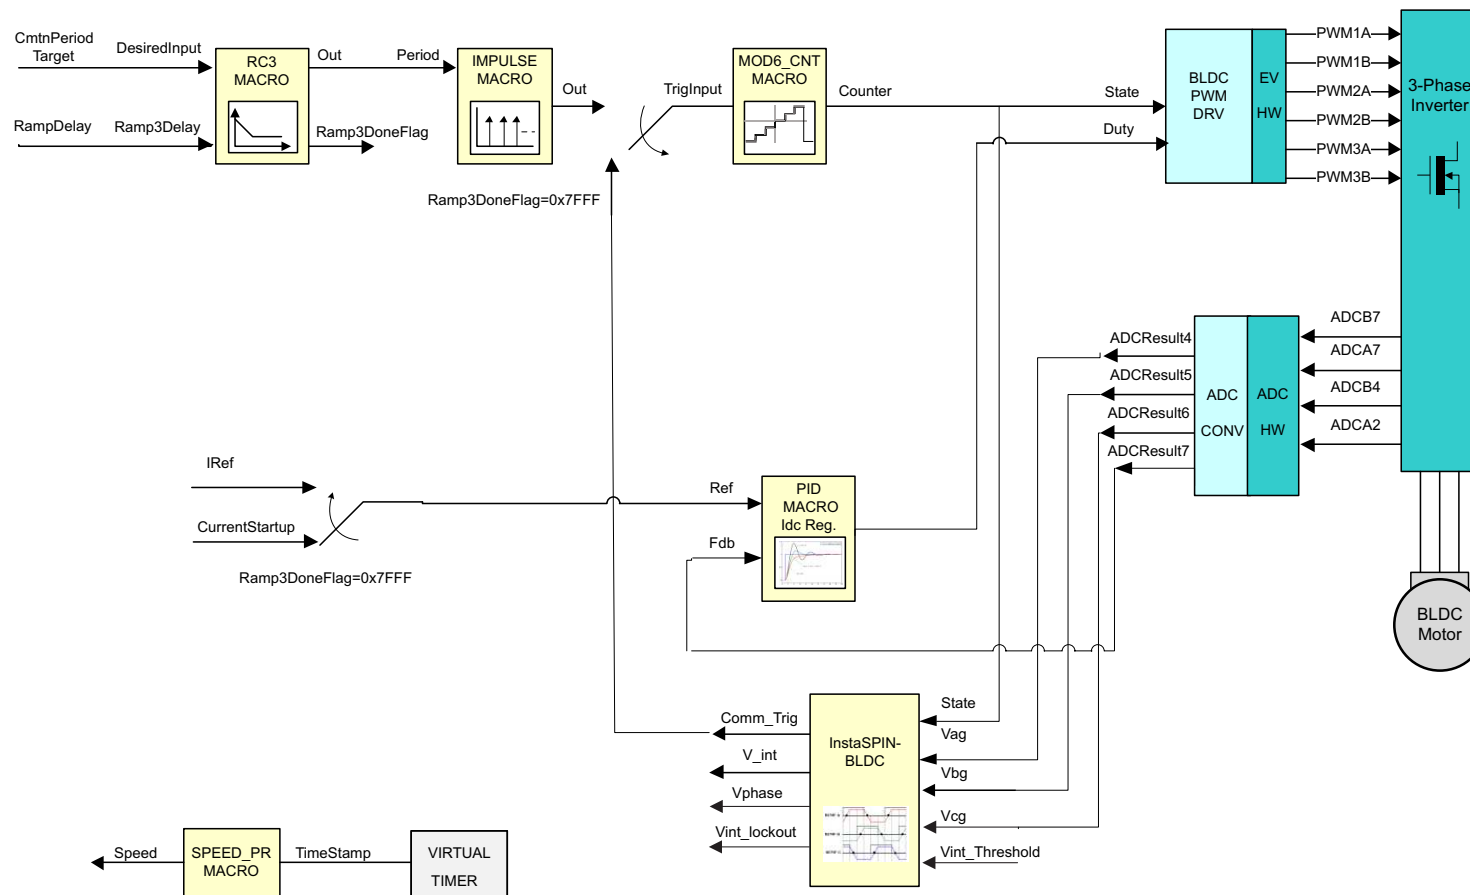 CmtnPeriod
Target
DesiredInput
RC3
MACRO
Out
Period
IMPULSE
MACRO
Out
TrigInput
MOD6_CNT
MACRO
Counter
State
BLDC
PWM
DRV
EV
HW
PWM1A
PWM1B
PWM2A
PWM2B
PWM3A
PWM3B
3-Phase
Inverter
RampDelay
Ramp3Delay
Ramp3DoneFlag
Duty
Ramp3DoneFlag=0x7FFF
ADCResult4
ADCResult5
ADCResult6
ADCResult7
ADC
CONV
ADC
HW
ADCB7
ADCA7
ADCB4
ADCA2
IRef
CurrentStartup
Ramp3DoneFlag=0x7FFF
Ref
Fdb
PID
MACRO
Idc Reg.
BLDC
Motor
Comm_Trig
V_int
Vphase
Vint_lockout
InstaSPIN-
BLDC
State
Vag
Vbg
Vcg
Vint_Threshold
Speed
SPEED_PR
MACRO
TimeStamp
VIRTUAL
TIMER